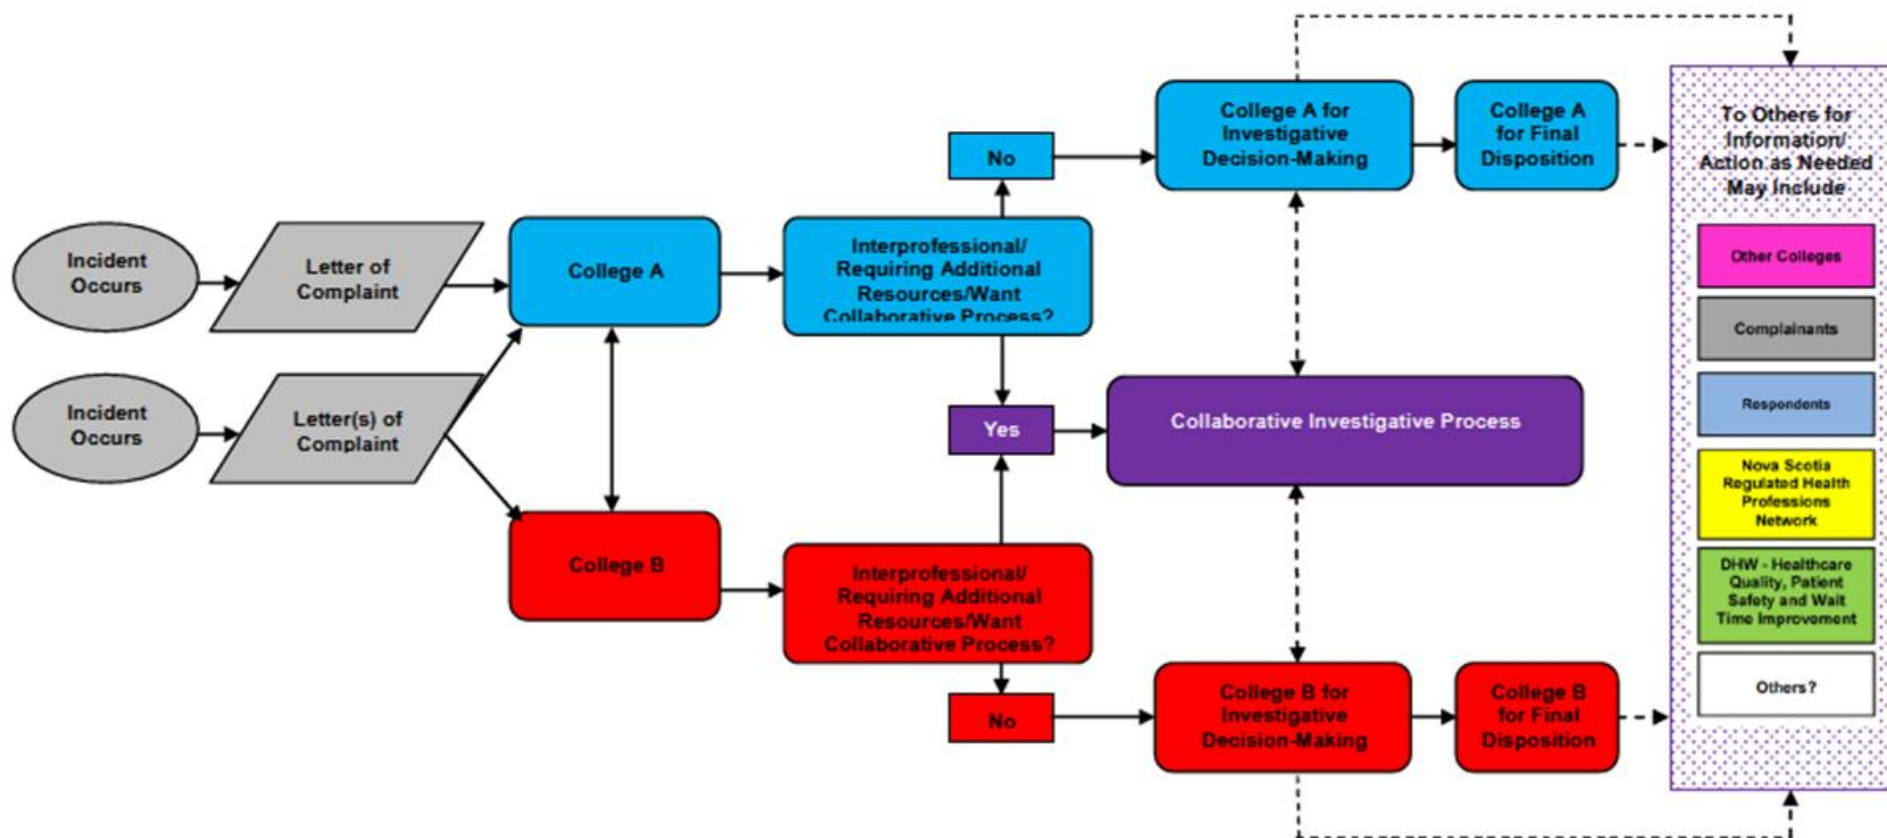 Incident
Occurs
Letter of
Complaint
College A
Interprofessional/
Requiring Additional
Resources/Want
Collaborative Process?
No
College A for
Investigative
Decision-Making
College A
for Final
Disposition
Incident
Occurs
Letter(s) of
Complaint
Yes
Collaborative Investigative Process
College B
Interprofessional/
Requiring Additional
Resources/Want
Collaborative Process?
No
College B for
Investigative
Decision-Making
College B
for Final
Disposition
To Others for
Information/
Action as Needed
May Include
Other Colleges
Complainants
Respondents
Nova Scotia
Regulated Health
Professions
Network
DHW - Healthcare
Quality, Patient
Safety and Wait
Time Improvement
Others?